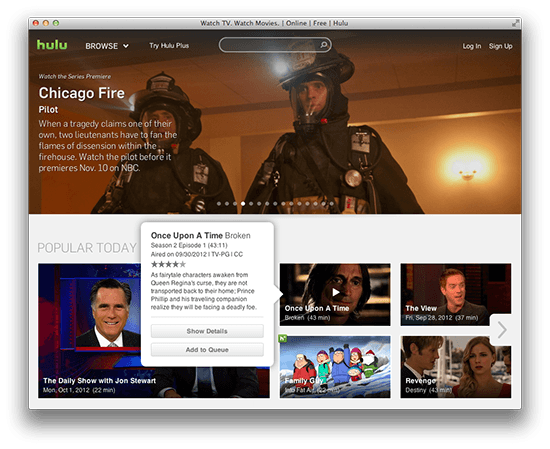 Watch TV. Watch Movies. | Online | Free | Hulu
hulu BROWSE Try Hulu Plus Log In Sign Up
Watch the Series Premiere
Chicago Fire
Pilot
When a tragedy claims one of their
own, two lieutenants have to fan the
flames of dissension within the
firehouse. Watch the pilot before it
premieres Nov. 10 on NBC.
POPULAR TODAY
Once Upon A Time Broken
Season 2 Episode 1 (43:11)
Aired on 09/30/2012 | TV-PG | CC
As fairytale characters awaken from
Queen Regina's curse, they are not
transported back to their home; Prince
Phillip and his traveling companion
realize they will be facing a deadly foe.
Show Details
Add to Queue
The Daily Show with Jon Stewart
Mon, Oct 1, 2012 (22 min)
Once Upon A Time
Broken (43 min)
The View
Fri, Sep 28, 2012 (37 min)
Family Guy
Into Fat Air (22 min)
Revenge
Destiny (43 min)